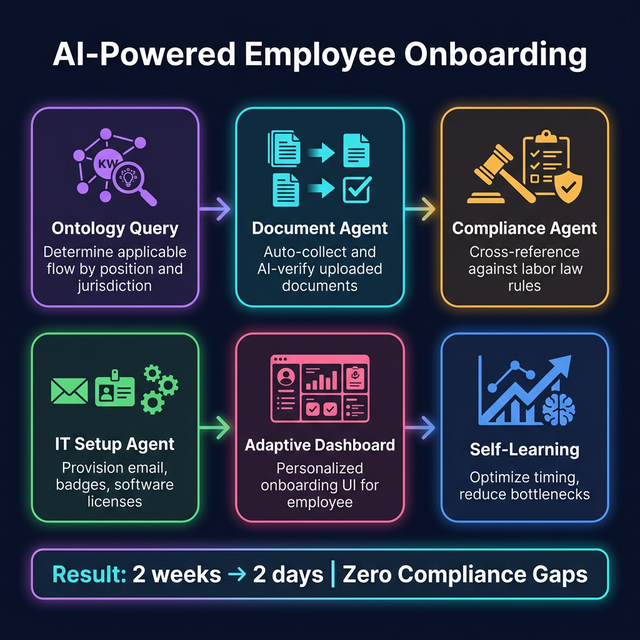 AI-Powered Employee Onboarding
KW
Ontology Query
Determine applicable
flow by position and
jurisdiction
Document Agent
Auto-collect and
AI-verify uploaded
documents
Compliance Agent
Cross-reference
against labor law
rules
IT Setup Agent
Provision email,
badges, software
licenses
Adaptive Dashboard
Personalized
onboarding UI for
employee
Self-Learning
Optimize timing,
reduce bottlenecks
Result: 2 weeks → 2 days | Zero Compliance Gaps